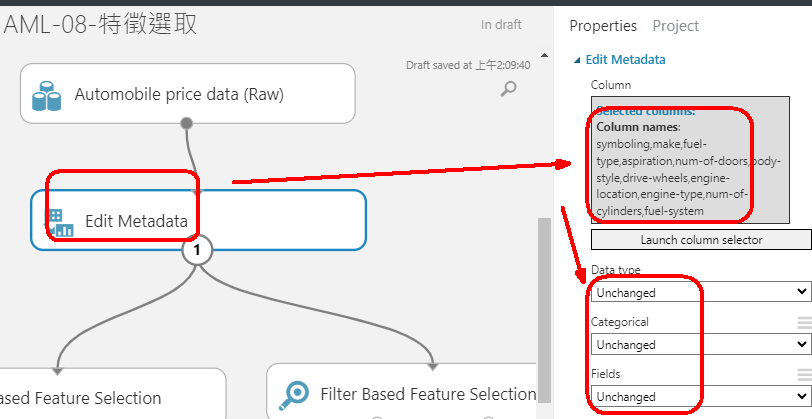 AML-08-特徵選取
In draft
Draft saved at 上午2:09:40
Automobile price data (Raw)
Edit Metadata
1
ased Feature Selection
Filter Based Feature Selection
Properties
Project
Edit Metadata
Column
Selected columns:
Column names:
symboling,make,fuel-
type,aspiration,num-of-doors,body-
style,drive-wheels,engine-
location,engine-type,num-of-
cylinders,fuel-system
Launch column selector
Data type
Unchanged
Categorical
Unchanged
Fields
Unchanged